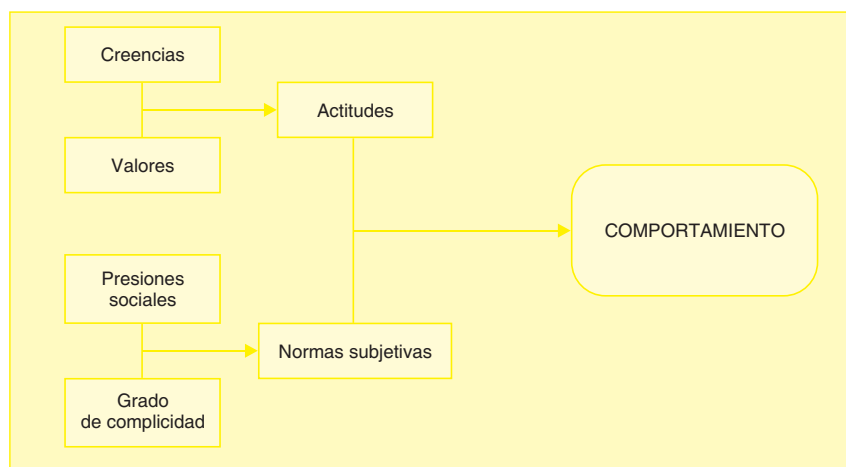 Creencias
Actitudes
Valores
COMPORTAMIENTO
Presiones
sociales
Normas subjetivas
Grado
de complicidad